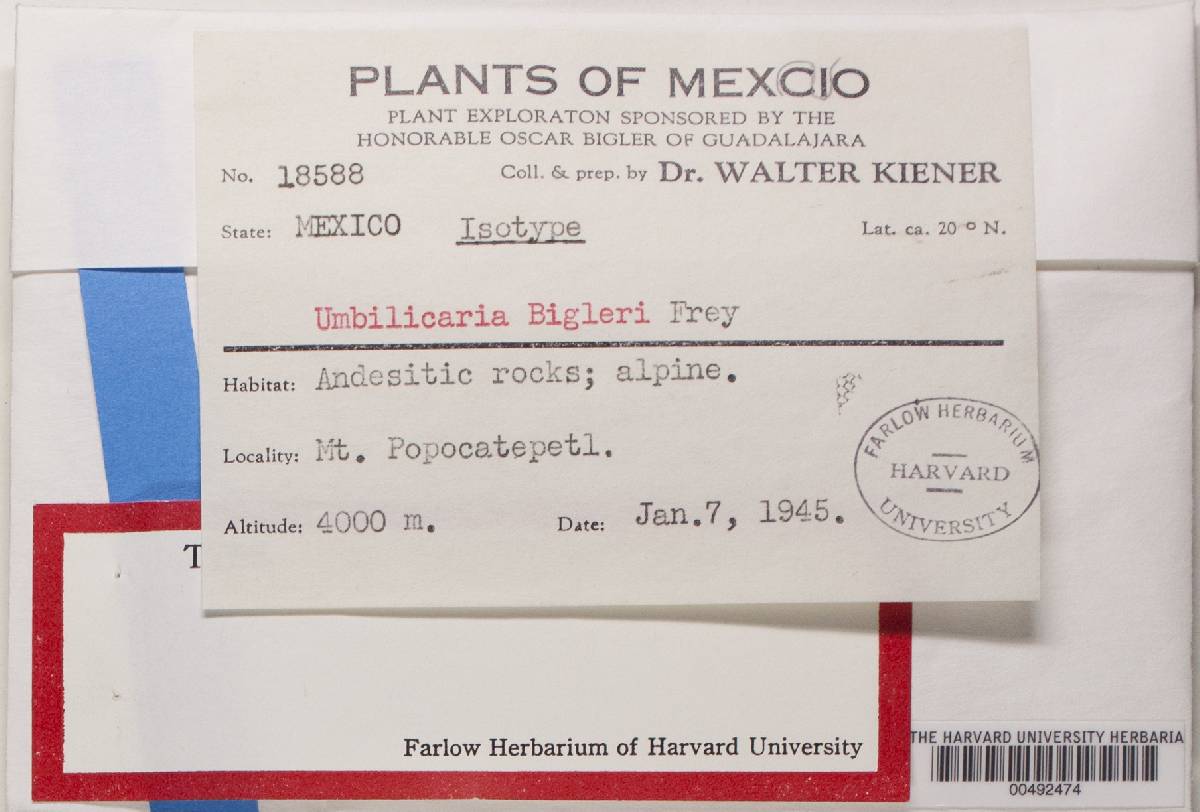 PLANTS OF MEXCIO
PLANT EXPLORATON SPONSORED BY THE
HONORABLE OSCAR BIGLER OF GUADALAJARA
No. 18588 Coll. & prep. by Dr. WALTER KIENER
State: MEXICO Isotype Lat. ca. 20° N.
Umbilicaria Bigleri Frey
Habitat: Andesitic rocks; alpine.
Locality: Mt. Popocatepetl.
Altitude: 4000 m. Date: Jan.7, 1945.
FARLOW HERBARIUM
HARVARD
UNIVERSITY
T
Farlow Herbarium of Harvard University
THE HARVARD UNIVERSITY HERBARIA
00492474